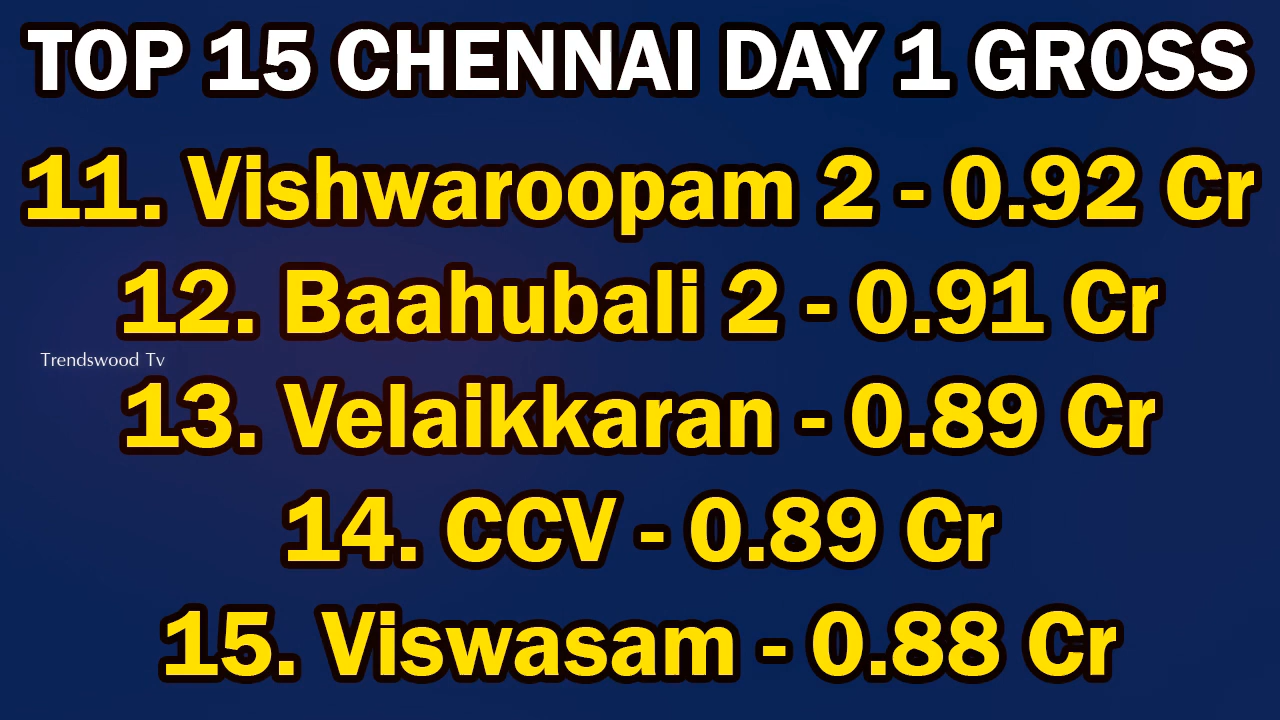 TOP 15 CHENNAI DAY 1 GROSS
11. Vishwaroopam 2 - 0.92 Cr
12. Baahubali 2 - 0.91 Cr
Trendswood Tv
13. Velaikkaran - 0.89 Cr
14. CCV - 0.89 Cr
15. Viswasam - 0.88 Cr